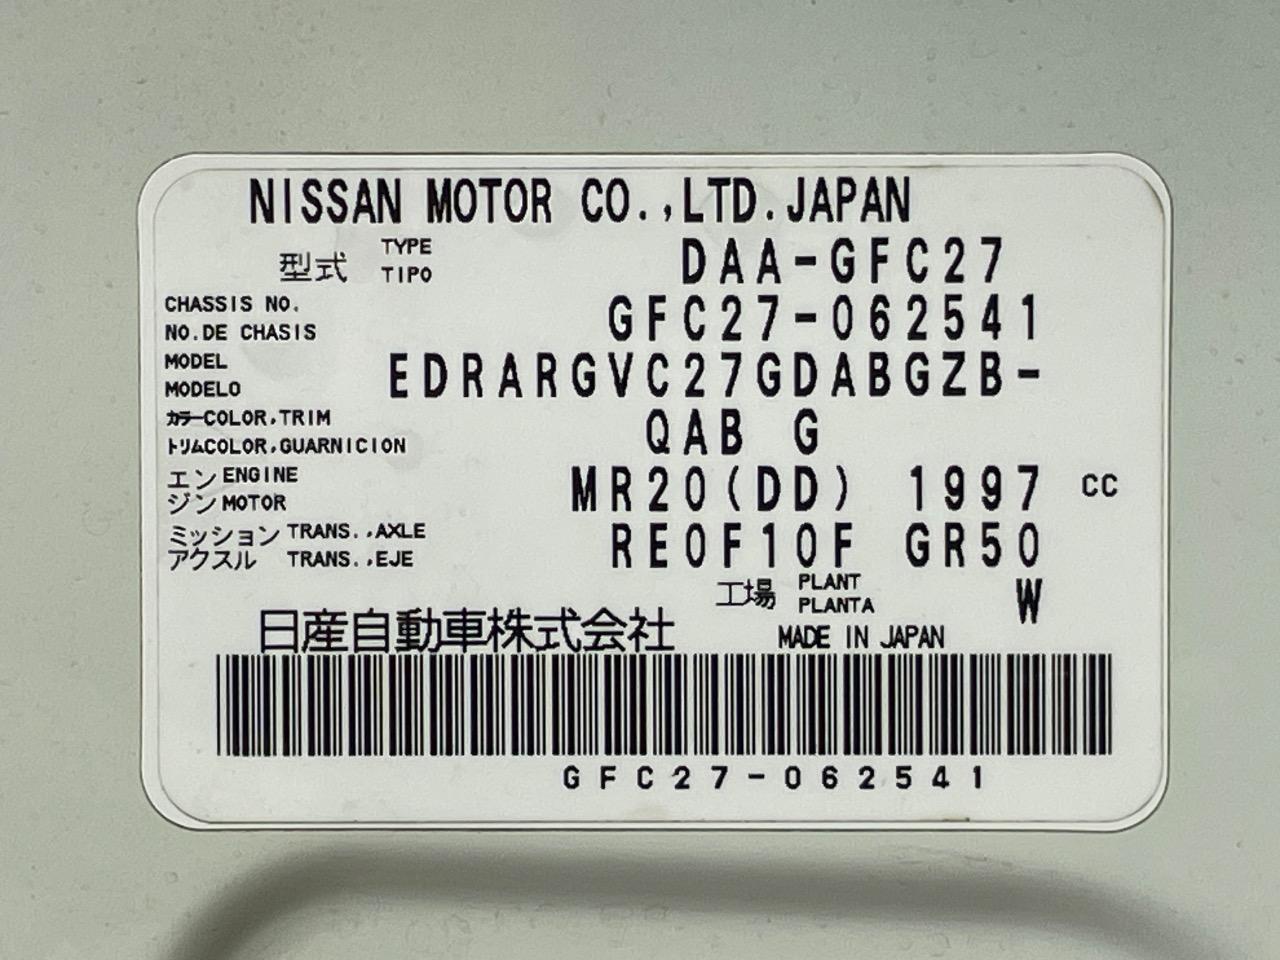 NISSAN MOTOR CO.,LTD.JAPAN
型式 TYPE TIPO DAA-GFC27
CHASSIS NO. NO.DE CHASIS GFC27-062541
MODEL MODELO EDRARGVC27GDABGZB-
カラーCOLOR,TRIM トリムCOLOR,GUARNICION QAB G
エンジン ENGINE MOTOR MR20(DD) 1997 CC
ミッション アクスル TRANS.,AXLE TRANS.,EJE RE0F10F GR50
工場 PLANT PLANTA W
日産自動車株式会社 MADE IN JAPAN
GFC27-062541